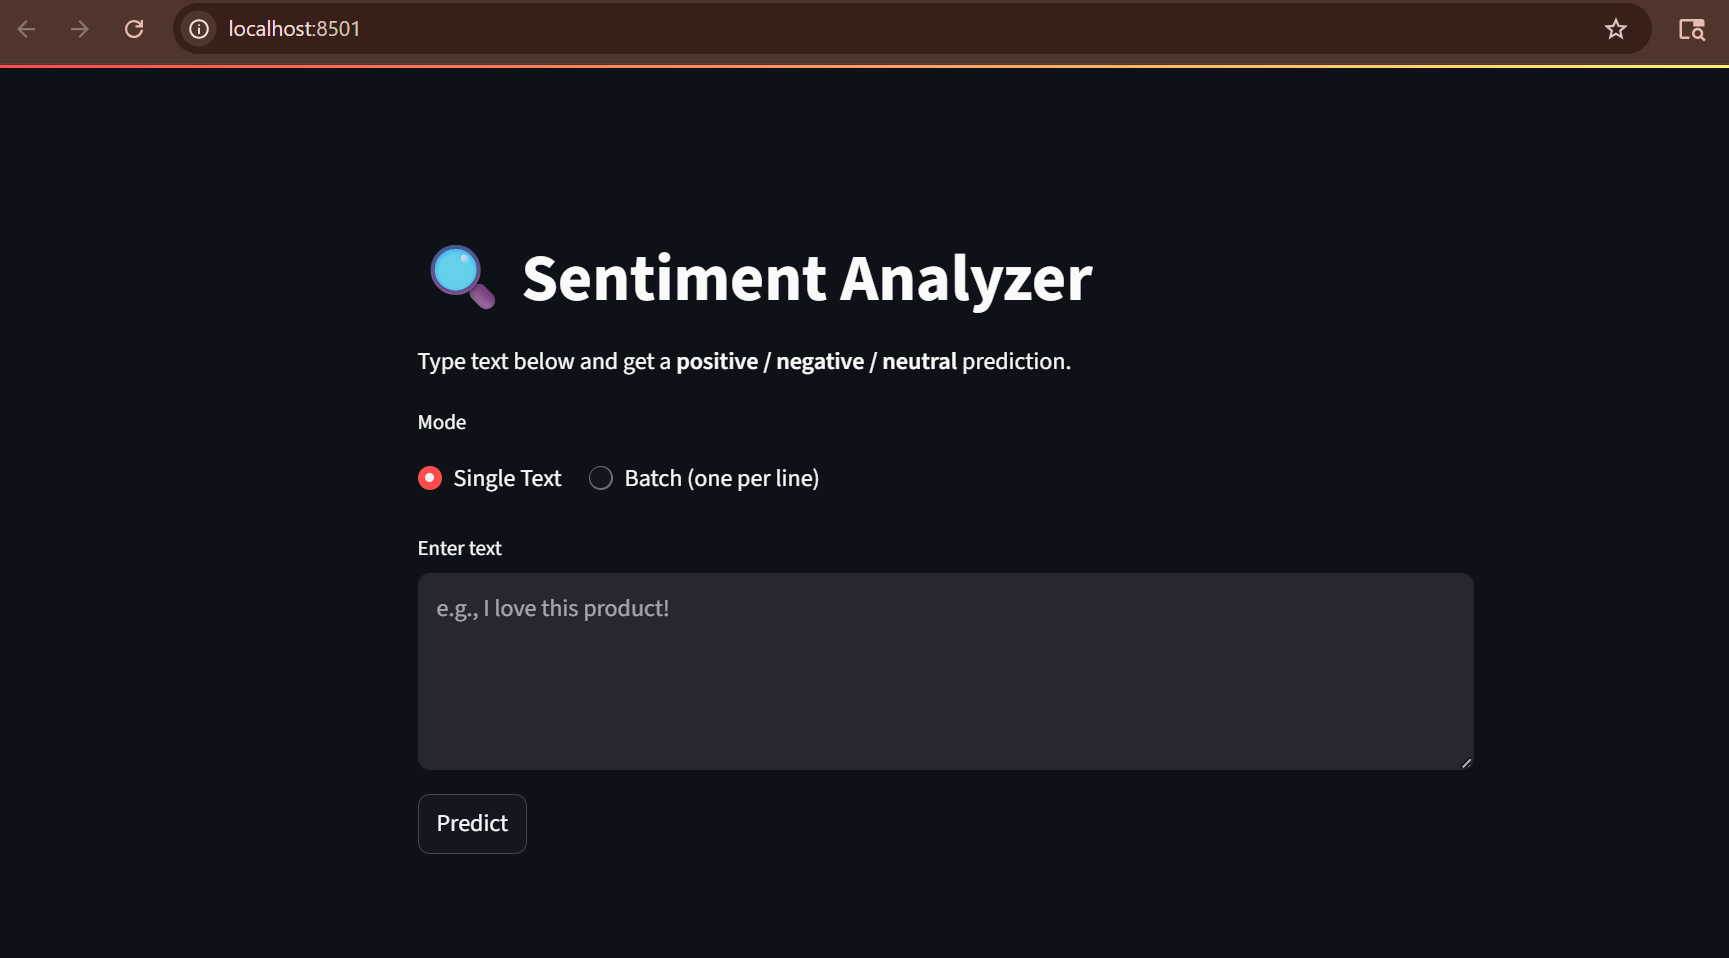 localhost:8501
Sentiment Analyzer
Type text below and get a positive / negative / neutral prediction.
Mode
Single Text Batch (one per line)
Enter text
e.g., I love this product!
Predict